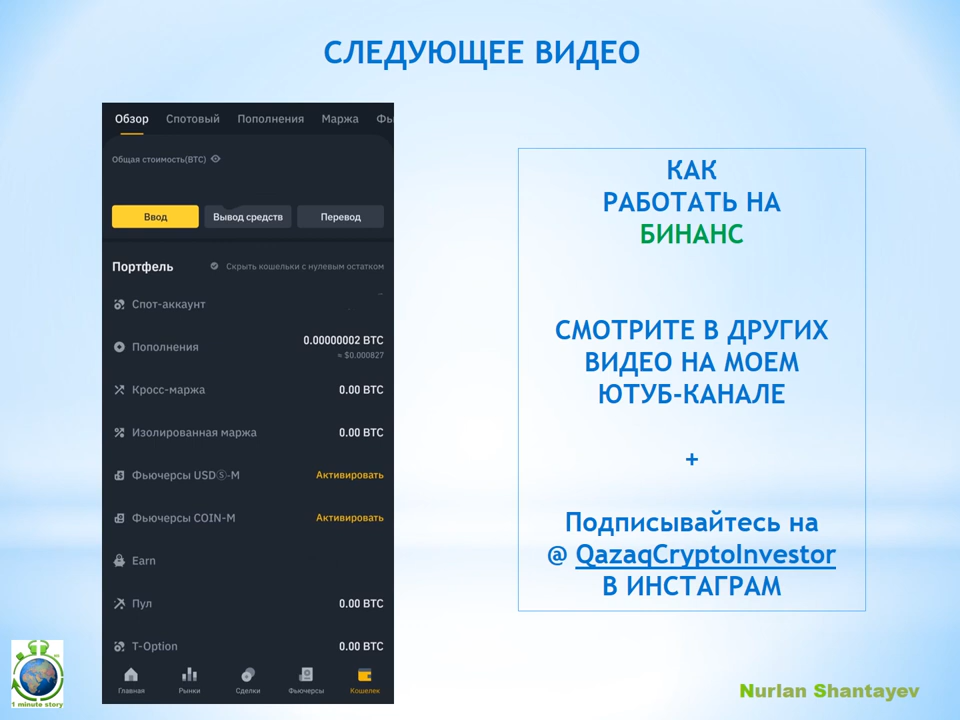 СЛЕДУЮЩЕЕ ВИДЕО
Обзор Спотовый Пополнения Маржа Фы
Общая стоимость(BTC)
Ввод Вывод средств Перевод
Портфель Скрыть кошельки с нулевым остатком
Спот-аккаунт
Пополнения 0.00000002 BTC
≈ $0.000827
Кросс-маржа 0.00 BTC
Изолированная маржа 0.00 BTC
Фьючерсы USDⓈ-M Активировать
Фьючерсы COIN-M Активировать
Earn
Пул 0.00 BTC
T-Option 0.00 BTC
Главная Рынки Сделки Фьючерсы Кошелек
КАК
РАБОТАТЬ НА
БИНАНС
СМОТРИТЕ В ДРУГИХ
ВИДЕО НА МОЕМ
ЮТУБ-КАНАЛЕ
+
Подписывайтесь на
@ QazaqCryptoInvestor
В ИНСТАГРАМ
1 minute story
Nurlan Shantayev